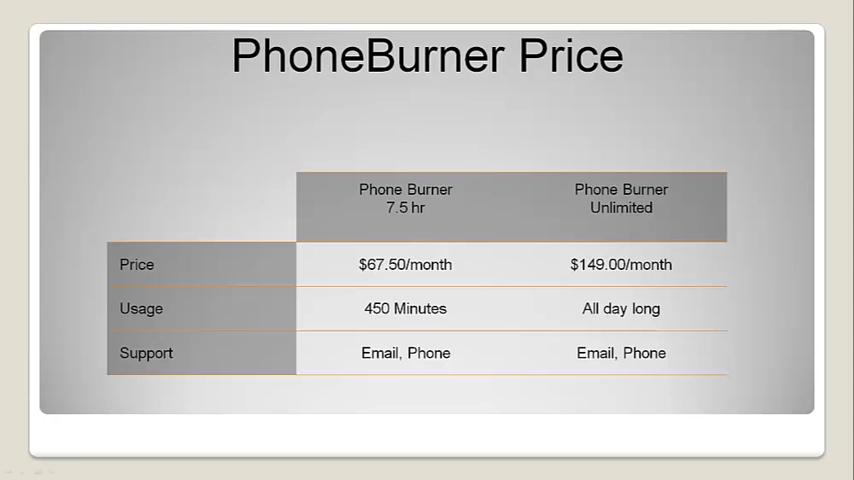 PhoneBurner Price
Phone Burner
7.5 hr
Phone Burner
Unlimited
Price
$67.50/month
$149.00/month
Usage
450 Minutes
All day long
Support
Email, Phone
Email, Phone